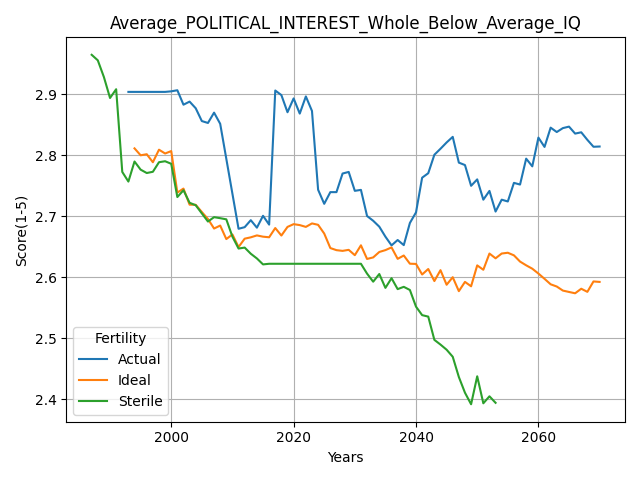 Average_POLITICAL_INTEREST_Whole_Below_Average_IQ
Score(1-5)
2.9
2.8
2.7
2.6
2.5
2.4
Fertility
Actual
Ideal
Sterile
2000
2020
2040
2060
Years